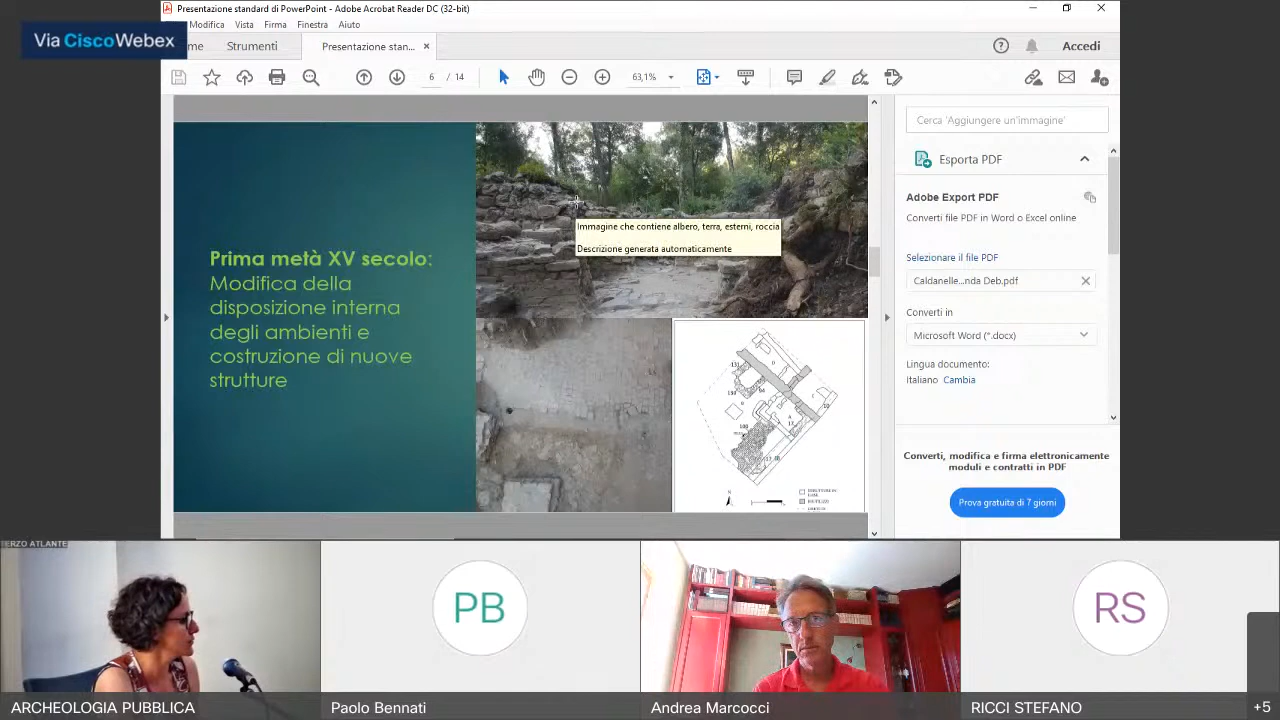 Presentazione standard di PowerPoint - Adobe Acrobat Reader DC (32-bit)
Modifica Vista Firma Finestra Aiuto
Via CiscoWebex
me Strumenti Presentazione stan... × Accedi
6 / 14 63,1%
Cerca 'Aggiungere un'immagine'
Esporta PDF
Adobe Export PDF
Converti file PDF in Word o Excel online
Selezionare il file PDF
Caldanelle...nda Deb.pdf
Converti in
Microsoft Word (*.docx)
Lingua documento:
Italiano Cambia
Converti, modifica e firma elettronicamente
moduli e contratti in PDF
Prova gratuita di 7 giorni
Prima metà XV secolo:
Modifica della
disposizione interna
degli ambienti e
costruzione di nuove
strutture
Immagine che contiene albero, terra, esterni, roccia
Descrizione generata automaticamente
TERZO ATLANTE
PB
RS
ARCHEOLOGIA PUBBLICA
Paolo Bennati
Andrea Marcocci
RICCI STEFANO
+5